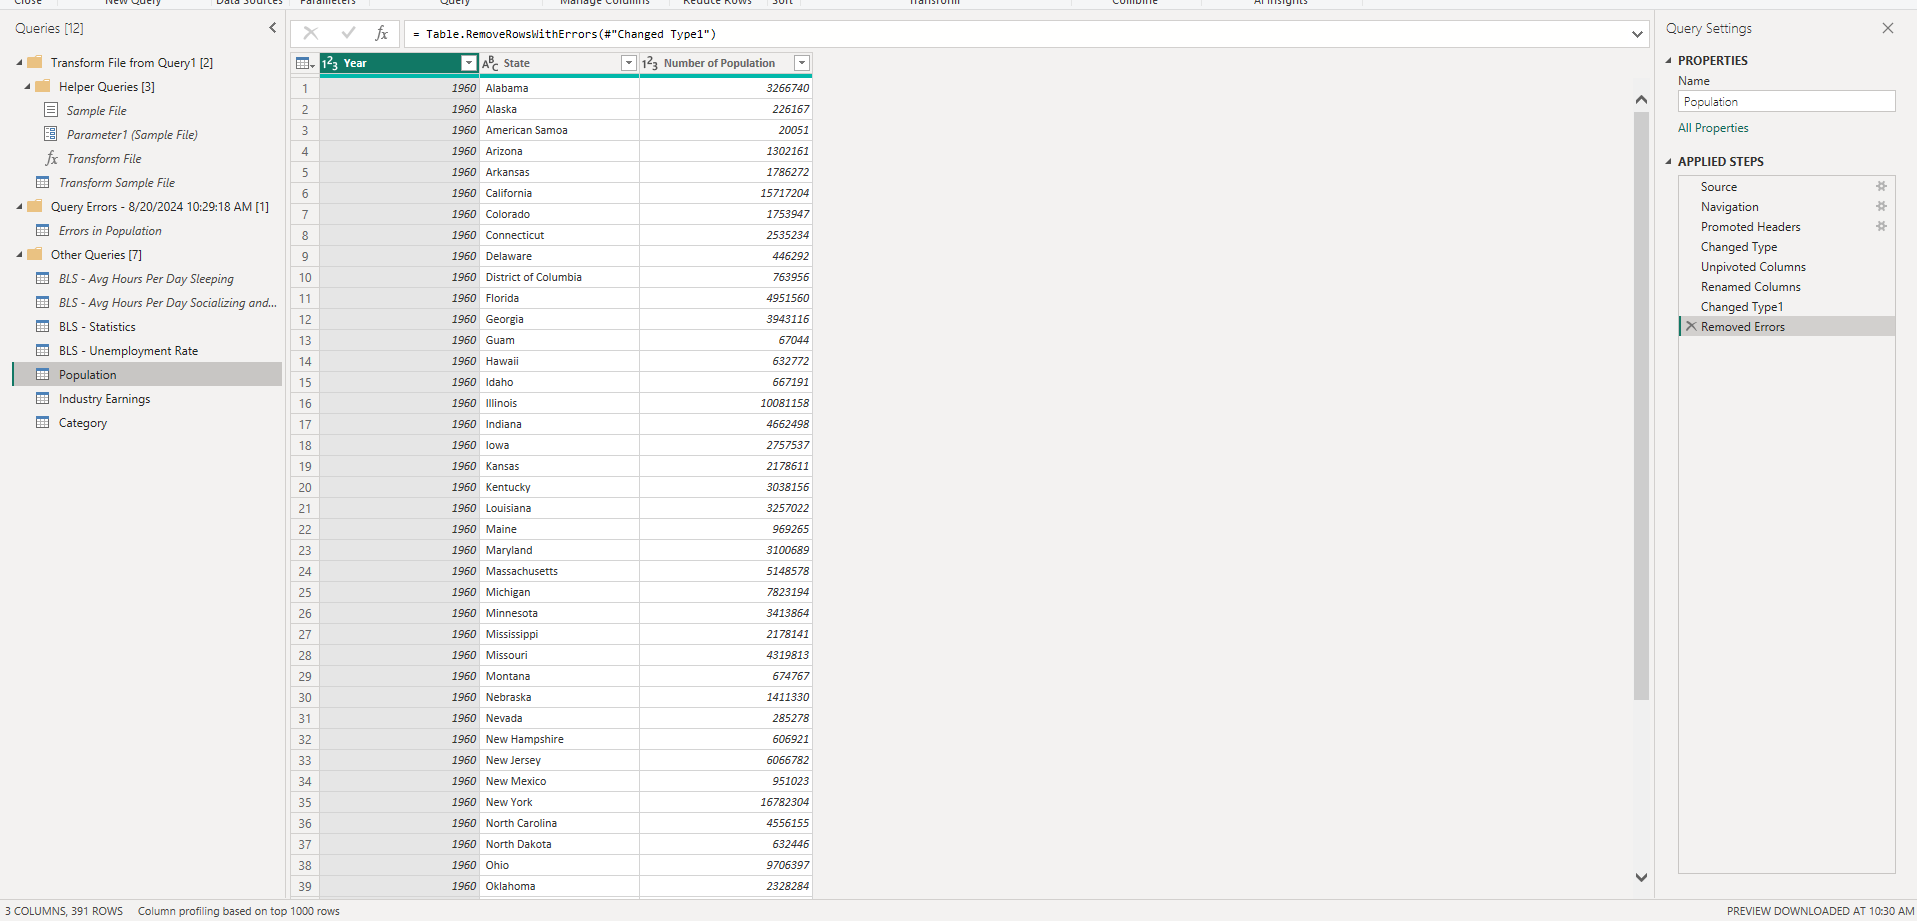 Close New Query Data Sources Parameters Query Manage Columns Reduce Rows Sort Transform Combine AI Insights
Queries [12]
Transform File from Query1 [2]
Helper Queries [3]
Sample File
Parameter1 (Sample File)
fx Transform File
Transform Sample File
Query Errors - 8/20/2024 10:29:18 AM [1]
Errors in Population
Other Queries [7]
BLS - Avg Hours Per Day Sleeping
BLS - Avg Hours Per Day Socializing and...
BLS - Statistics
BLS - Unemployment Rate
Population
Industry Earnings
Category
fx = Table.RemoveRowsWithErrors(#"Changed Type1")
123 Year ABC State 123 Number of Population
1 1960 Alabama 3266740
2 1960 Alaska 226167
3 1960 American Samoa 20051
4 1960 Arizona 1302161
5 1960 Arkansas 1786272
6 1960 California 15717204
7 1960 Colorado 1753947
8 1960 Connecticut 2535234
9 1960 Delaware 446292
10 1960 District of Columbia 763956
11 1960 Florida 4951560
12 1960 Georgia 3943116
13 1960 Guam 67044
14 1960 Hawaii 632772
15 1960 Idaho 667191
16 1960 Illinois 10081158
17 1960 Indiana 4662498
18 1960 Iowa 2757537
19 1960 Kansas 2178611
20 1960 Kentucky 3038156
21 1960 Louisiana 3257022
22 1960 Maine 969265
23 1960 Maryland 3100689
24 1960 Massachusetts 5148578
25 1960 Michigan 7823194
26 1960 Minnesota 3413864
27 1960 Mississippi 2178141
28 1960 Missouri 4319813
29 1960 Montana 674767
30 1960 Nebraska 1411330
31 1960 Nevada 285278
32 1960 New Hampshire 606921
33 1960 New Jersey 6066782
34 1960 New Mexico 951023
35 1960 New York 16782304
36 1960 North Carolina 4556155
37 1960 North Dakota 632446
38 1960 Ohio 9706397
39 1960 Oklahoma 2328284
Query Settings
PROPERTIES
Name
Population
All Properties
APPLIED STEPS
Source
Navigation
Promoted Headers
Changed Type
Unpivoted Columns
Renamed Columns
Changed Type1
Removed Errors
3 COLUMNS, 391 ROWS Column profiling based on top 1000 rows
PREVIEW DOWNLOADED AT 10:30 AM